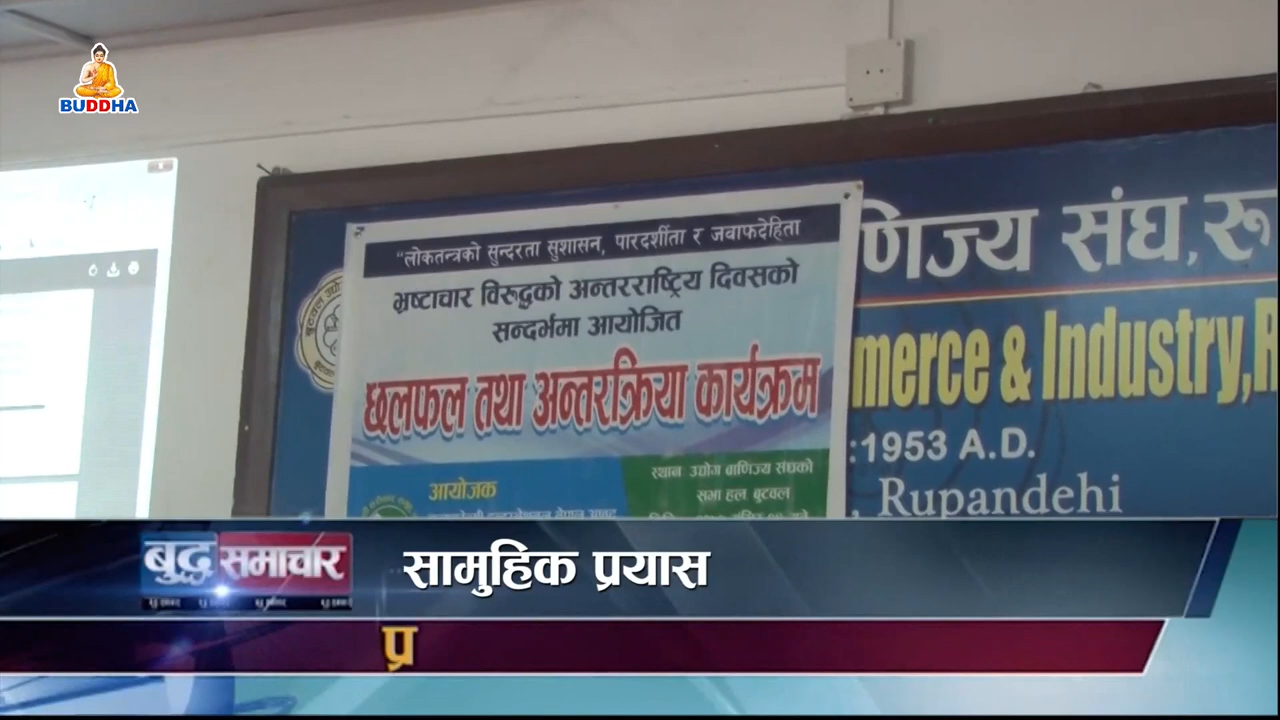 BUDDHA
"लोकतन्त्रको सुन्दरता सुशासन, पारदर्शीता र जवाफदेहिता
भ्रष्टाचार विरुद्धको अन्तरराष्ट्रिय दिवसको
सन्दर्भमा आयोजित
छलफल तथा अन्तरक्रिया कार्यक्रम
आयोजक
स्थान उद्योग वाणिज्य संघको
सभा हल बुटवल
णिज्य संघ, रू
merce & Industry, R
:1953 A.D.
, Rupandehi
बुद्ध समाचार
सामुहिक प्रयास
प्र